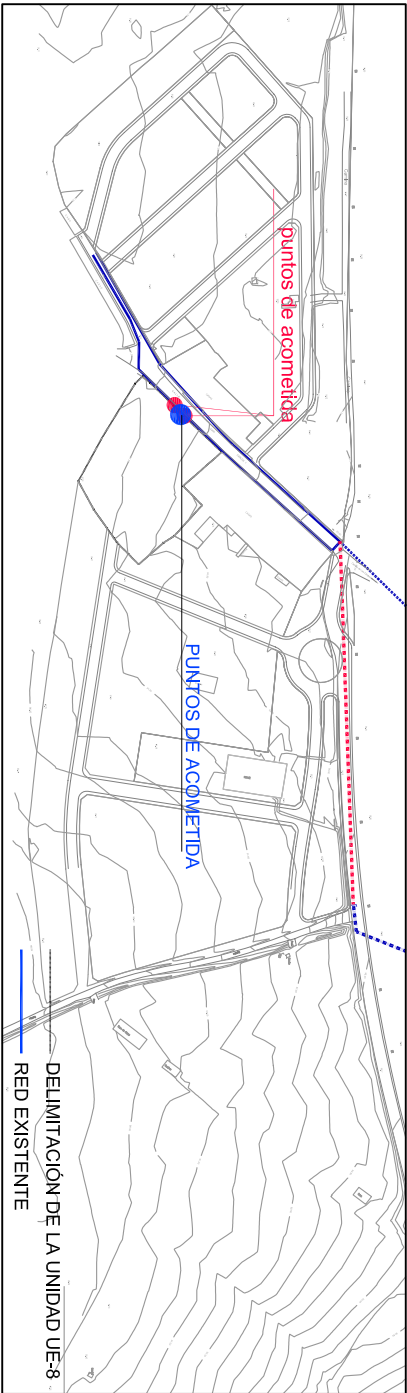 puntos de acometida
PUNTOS DE ACOMETIDA
DELIMITACIÓN DE LA UNIDAD UE-8
RED EXISTENTE